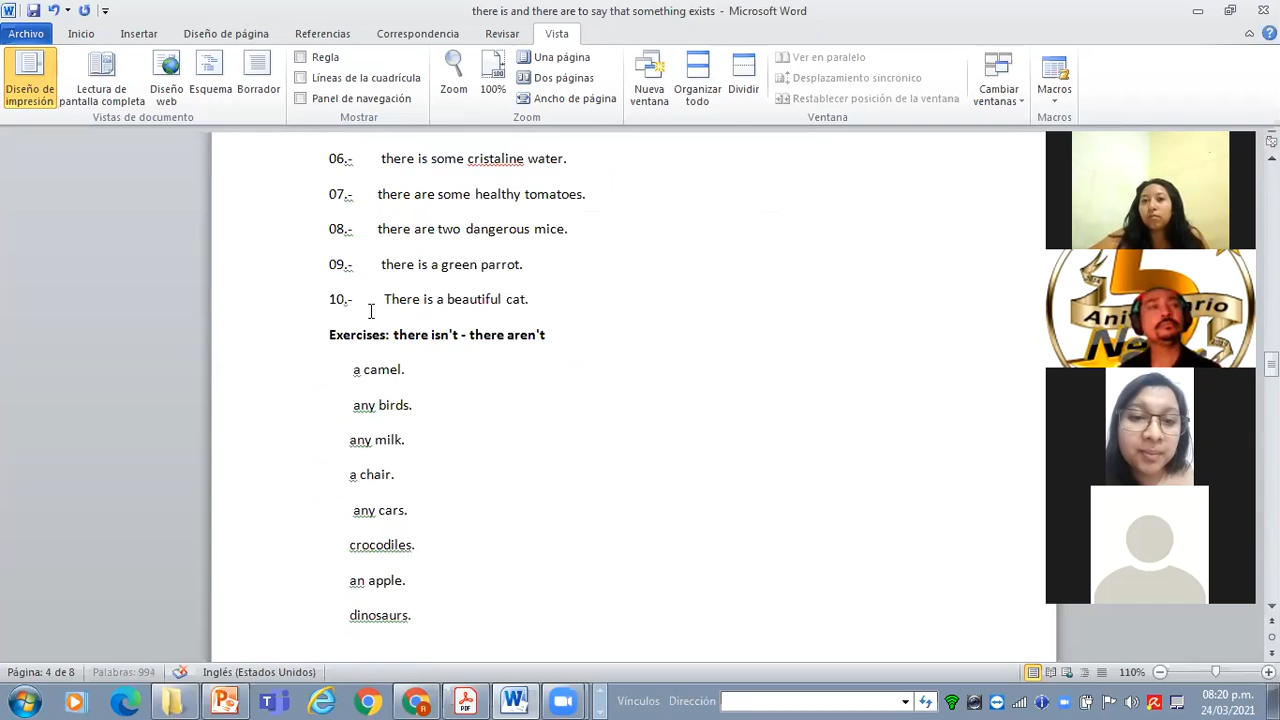 there is and there are to say that something exists - Microsoft Word
Archivo Inicio Insertar Diseño de página Referencias Correspondencia Revisar Vista
Diseño de impresión
Lectura de pantalla completa
Diseño web
Esquema
Borrador
Vistas de documento
Regla
Líneas de la cuadrícula
Panel de navegación
Mostrar
Zoom
100%
Una página
Dos páginas
Ancho de página
Zoom
Nueva ventana
Organizar todo
Dividir
Ver en paralelo
Desplazamiento sincrónico
Restablecer posición de la ventana
Ventana
Cambiar ventanas
Macros
Macros
06.- there is some cristaline water.
07.- there are some healthy tomatoes.
08.- there are two dangerous mice.
09.- there is a green parrot.
10.- There is a beautiful cat.
Exercises: there isn't - there aren't
a camel.
any birds.
any milk.
a chair.
any cars.
crocodiles.
an apple.
dinosaurs.
Página: 4 de 8 Palabras: 994 Inglés (Estados Unidos) 110%
Vínculos Dirección
08:20 p.m.
24/03/2021